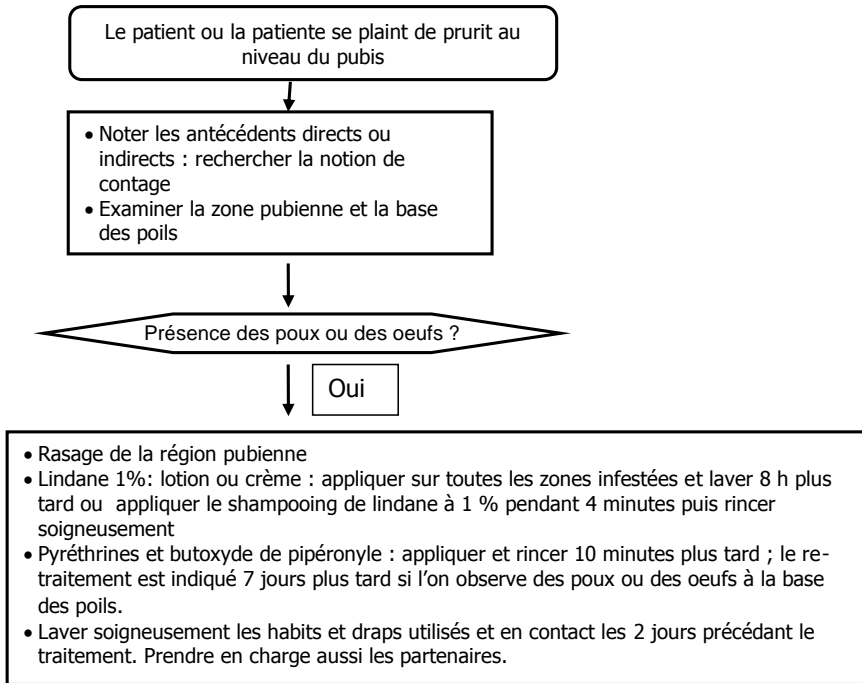 Le patient ou la patiente se plaint de prurit au
niveau du pubis
• Noter les antécédents directs ou
indirects : rechercher la notion de
contage
• Examiner la zone pubienne et la base
des poils
Présence des poux ou des oeufs ?
Oui
• Rasage de la région pubienne
• Lindane 1%: lotion ou crème : appliquer sur toutes les zones infestées et laver 8 h plus
tard ou appliquer le shampooing de lindane à 1 % pendant 4 minutes puis rincer
soigneusement
• Pyréthrines et butoxyde de pipéronyle : appliquer et rincer 10 minutes plus tard ; le re-
traitement est indiqué 7 jours plus tard si l'on observe des poux ou des oeufs à la base
des poils.
• Laver soigneusement les habits et draps utilisés et en contact les 2 jours précédant le
traitement. Prendre en charge aussi les partenaires.